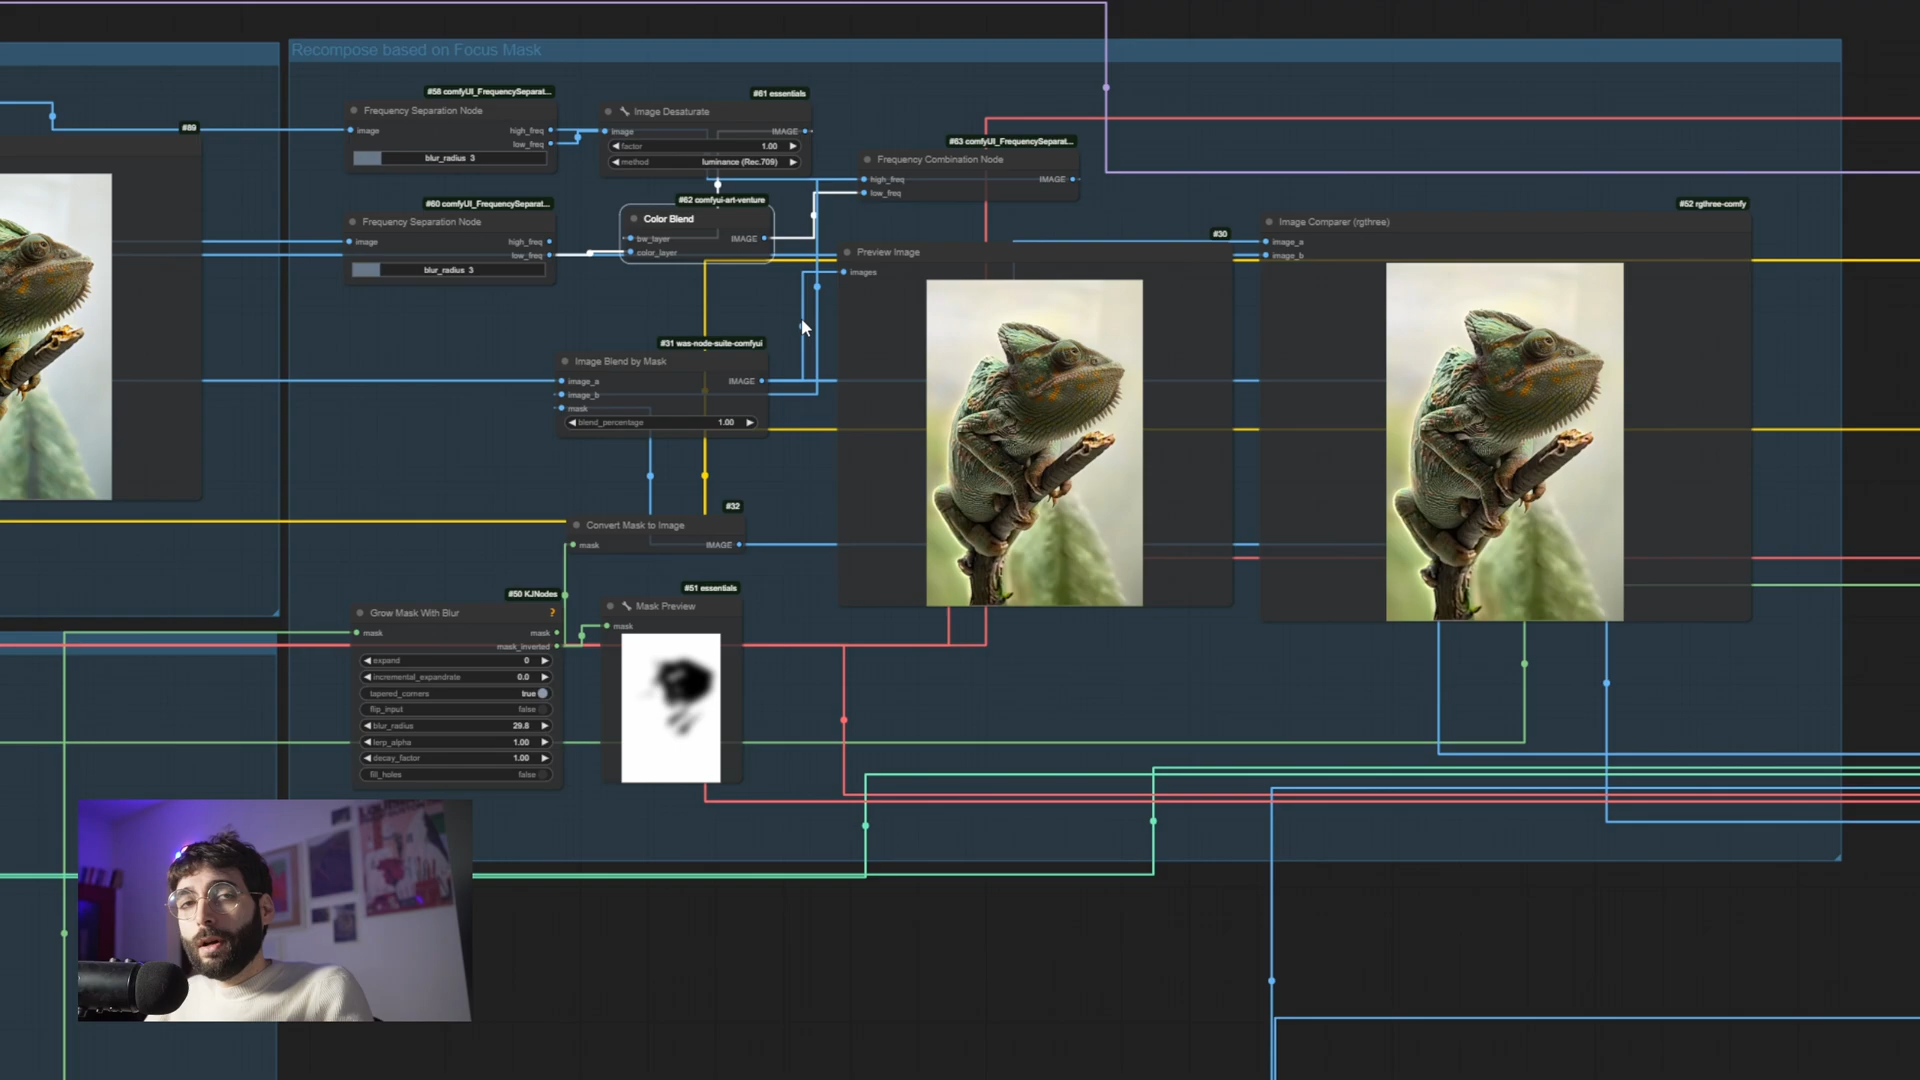 Recompose based on Focus Mask
#89
#58 comfyUI_FrequencySeparat...
Frequency Separation Node
image
high_freq
low_freq
blur_radius 3
#61 essentials
Image Desaturate
image
IMAGE
factor
1.00
method
luminance (Rec.709)
#63 comfyUI_FrequencySeparat...
Frequency Combination Node
high_freq
IMAGE
low_freq
#60 comfyUI_FrequencySeparat...
Frequency Separation Node
image
high_freq
low_freq
blur_radius 3
#62 comfyui-art-venture
Color Blend
bw_layer
IMAGE
color_layer
#30
Preview Image
images
#52 rgthree-comfy
Image Comparer (rgthree)
image_a
image_b
#31 was-node-suite-comfyui
Image Blend by Mask
image_a
IMAGE
image_b
mask
blend_percentage
1.00
#32
Convert Mask to Image
mask
IMAGE
#50 KJNodes
Grow Mask With Blur
?
mask
mask
mask_inverted
expand
0
incremental_expandrate
0.0
tapered_corners
true
flip_input
false
blur_radius
29.8
lerp_alpha
1.00
decay_factor
1.00
fill_holes
false
#51 essentials
Mask Preview
mask